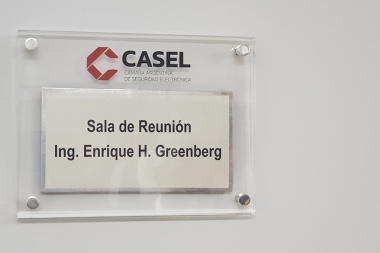 CASEL
CÁMARA ARGENTINA
DE SEGURIDAD ELECTRÓNICA
Sala de Reunión
Ing. Enrique H. Greenberg